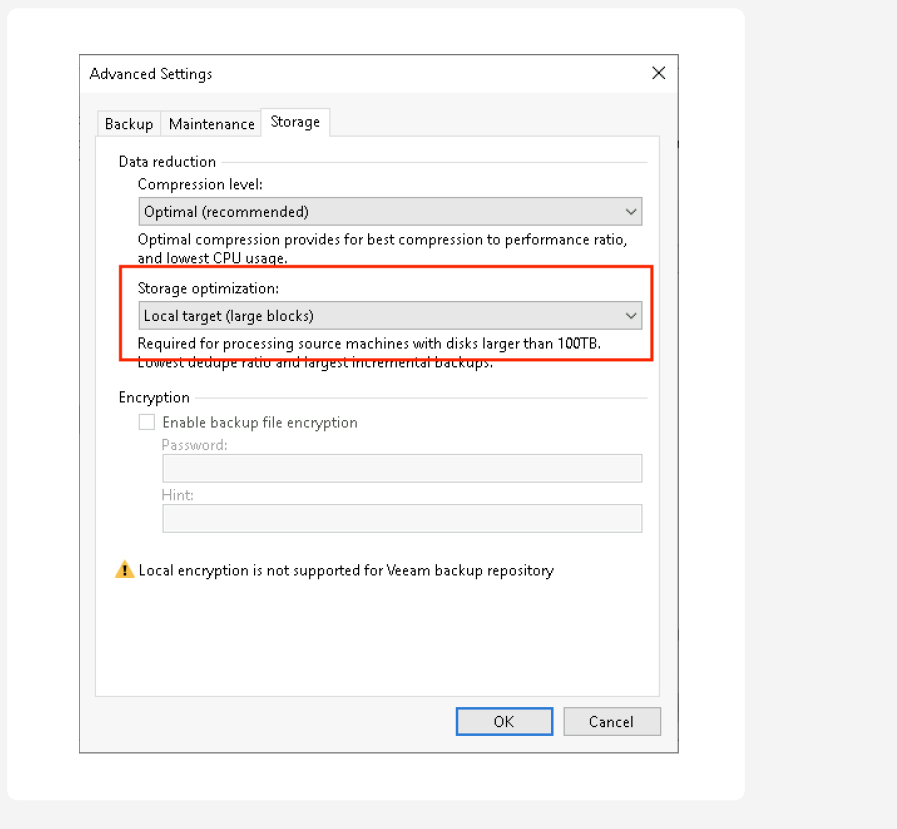 Advanced Settings
Backup Maintenance Storage
Data reduction
Compression level:
Optimal (recommended)
Optimal compression provides for best compression to performance ratio,
and lowest CPU usage.
Storage optimization:
Local target (large blocks)
Required for processing source machines with disks larger than 100TB.
Lowest dedupe ratio and largest incremental backups.
Encryption
Enable backup file encryption
Password:
Hint:
Local encryption is not supported for Veeam backup repository
OK Cancel